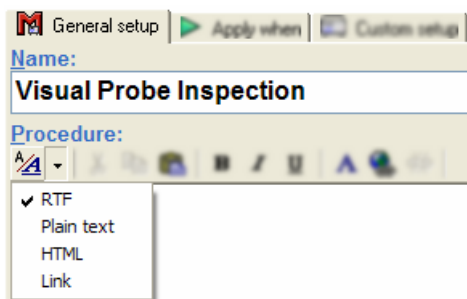 General setup Apply when Custom setup
Name:
Visual Probe Inspection
Procedure:
B I U A
RTF
Plain text
HTML
Link